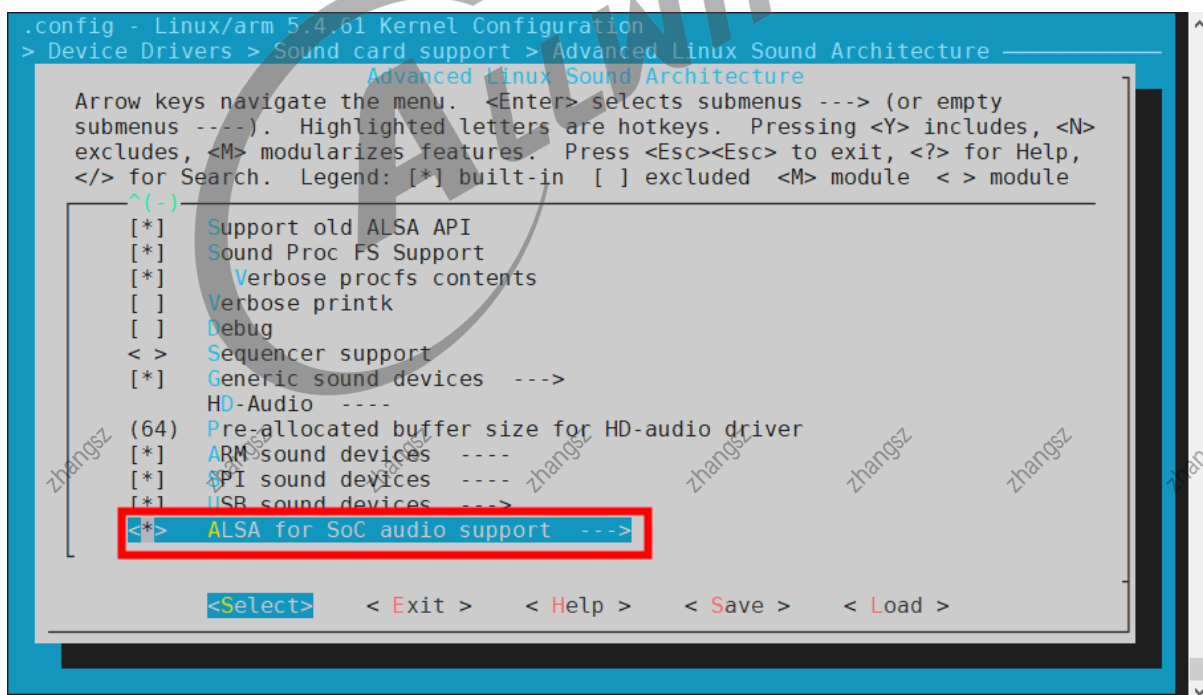 .config - Linux/arm 5.4.61 Kernel Configuration
> Device Drivers > Sound card support > Advanced Linux Sound Architecture
Advanced Linux Sound Architecture
Arrow keys navigate the menu.  <Enter> selects submenus ---> (or empty
submenus ----).  Highlighted letters are hotkeys.  Pressing <Y> includes, <N>
excludes, <M> modularizes features.  Press <Esc><Esc> to exit, <?> for Help,
</> for Search.  Legend: [*] built-in  [ ] excluded  <M> module  < > module
^(-)
[*]   Support old ALSA API
[*]   Sound Proc FS Support
[*]     Verbose procfs contents
[ ]   Verbose printk
[ ]   Debug
< >   Sequencer support
[*]   Generic sound devices  --->
HD-Audio  ----
(64)  Pre-allocated buffer size for HD-audio driver
[*]   ARM sound devices  ----
[*]   SPI sound devices  ----
[*]   USB sound devices  --->
<*>   ALSA for SoC audio support  --->
<Select>    < Exit >    < Help >    < Save >    < Load >
ALLWIN
zhangsz zhangsz zhangsz zhangsz zhangsz zhangsz zhangsz